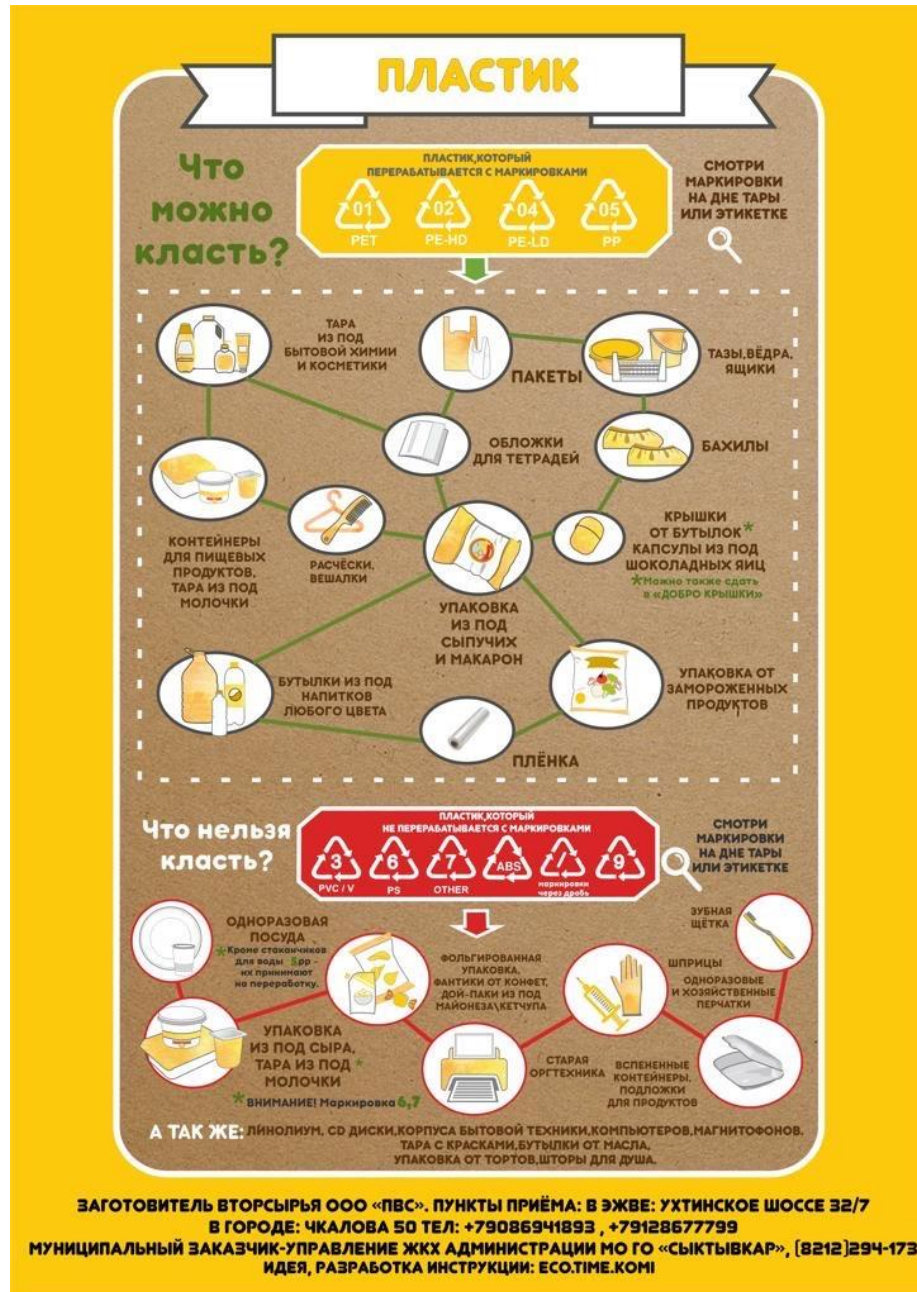 ПЛАСТИК
Что
можно
класть?
ПЛАСТИК,КОТОРЫЙ
ПЕРЕРАБАТЫВАЕТСЯ С МАРКИРОВКАМИ
01
02
04
05
PET
PE-HD
PE-LD
PP
СМОТРИ
МАРКИРОВКИ
НА ДНЕ ТАРЫ
ИЛИ ЭТИКЕТКЕ
ТАРА
ИЗ ПОД
БЫТОВОЙ ХИМИИ
И КОСМЕТИКИ
ПАКЕТЫ
ТАЗЫ,ВЁДРА,
ЯЩИКИ
ОБЛОЖКИ
ДЛЯ ТЕТРАДЕЙ
БАХИЛЫ
КОНТЕЙНЕРЫ
ДЛЯ ПИЩЕВЫХ
ПРОДУКТОВ,
ТАРА ИЗ ПОД
МОЛОЧКИ
РАСЧЁСКИ,
ВЕШАЛКИ
КРЫШКИ
ОТ БУТЫЛОК*
КАПСУЛЫ ИЗ ПОД
ШОКОЛАДНЫХ ЯИЦ
*Можно также сдать
в «ДОБРО КРЫШКИ»
УПАКОВКА
ИЗ ПОД
СЫПУЧИХ
И МАКАРОН
БУТЫЛКИ ИЗ ПОД
НАПИТКОВ
ЛЮБОГО ЦВЕТА
УПАКОВКА ОТ
ЗАМОРОЖЕННЫХ
ПРОДУКТОВ
ПЛЁНКА
Что нельзя
класть?
ПЛАСТИК,КОТОРЫЙ
НЕ ПЕРЕРАБАТЫВАЕТСЯ С МАРКИРОВКАМИ
3
6
7
ABS
/
9
PVC / V
PS
OTHER
маркировки
через дробь
СМОТРИ
МАРКИРОВКИ
НА ДНЕ ТАРЫ
ИЛИ ЭТИКЕТКЕ
ОДНОРАЗОВАЯ
ПОСУДА
*Кроме стаканчиков
для воды 5pp -
их принимают
на переработку.
ФОЛЬГИРОВАННАЯ
УПАКОВКА,
ФАНТИКИ ОТ КОНФЕТ,
ДОЙ-ПАКИ ИЗ ПОД
МАЙОНЕЗА\КЕТЧУПА
ЗУБНАЯ
ЩЁТКА
ШПРИЦЫ
ОДНОРАЗОВЫЕ
И ХОЗЯЙСТВЕННЫЕ
ПЕРЧАТКИ
УПАКОВКА
ИЗ ПОД СЫРА,
ТАРА ИЗ ПОД *
МОЛОЧКИ
*ВНИМАНИЕ! Маркировка 6,7
СТАРАЯ
ОРГТЕХНИКА
ВСПЕНЕННЫЕ
КОНТЕЙНЕРЫ,
ПОДЛОЖКИ
ДЛЯ ПРОДУКТОВ
А ТАК ЖЕ: ЛИНОЛИУМ, CD ДИСКИ,КОРПУСА БЫТОВОЙ ТЕХНИКИ,КОМПЬЮТЕРОВ,МАГНИТОФОНОВ.
ТАРА С КРАСКАМИ,БУТЫЛКИ ОТ МАСЛА,
УПАКОВКА ОТ ТОРТОВ,ШТОРЫ ДЛЯ ДУША.
ЗАГОТОВИТЕЛЬ ВТОРСЫРЬЯ ООО «ПВС». ПУНКТЫ ПРИЁМА: В ЭЖВЕ: УХТИНСКОЕ ШОССЕ 32/7
В ГОРОДЕ: ЧКАЛОВА 50 ТЕЛ: +79086941893 , +79128677799
МУНИЦИПАЛЬНЫЙ ЗАКАЗЧИК-УПРАВЛЕНИЕ ЖКХ АДМИНИСТРАЦИИ МО ГО «СЫКТЫВКАР», (8212)294-173
ИДЕЯ, РАЗРАБОТКА ИНСТРУКЦИИ: ECO.TIME.KOMI